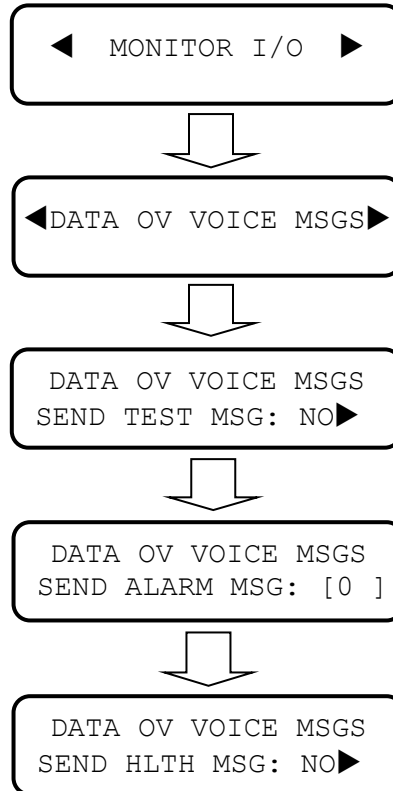 ◀ MONITOR I/O ▶
◀DATA OV VOICE MSGS▶
DATA OV VOICE MSGS
SEND TEST MSG: NO▶
DATA OV VOICE MSGS
SEND ALARM MSG: [0 ]
DATA OV VOICE MSGS
SEND HLTH MSG: NO▶